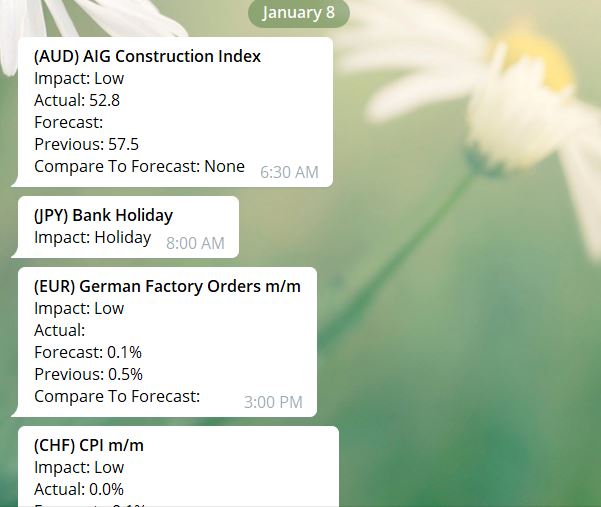 January 8
(AUD) AIG Construction Index
Impact: Low
Actual: 52.8
Forecast:
Previous: 57.5
Compare To Forecast: None
6:30 AM
(JPY) Bank Holiday
Impact: Holiday
8:00 AM
(EUR) German Factory Orders m/m
Impact: Low
Actual:
Forecast: 0.1%
Previous: 0.5%
Compare To Forecast:
3:00 PM
(CHF) CPI m/m
Impact: Low
Actual: 0.0%